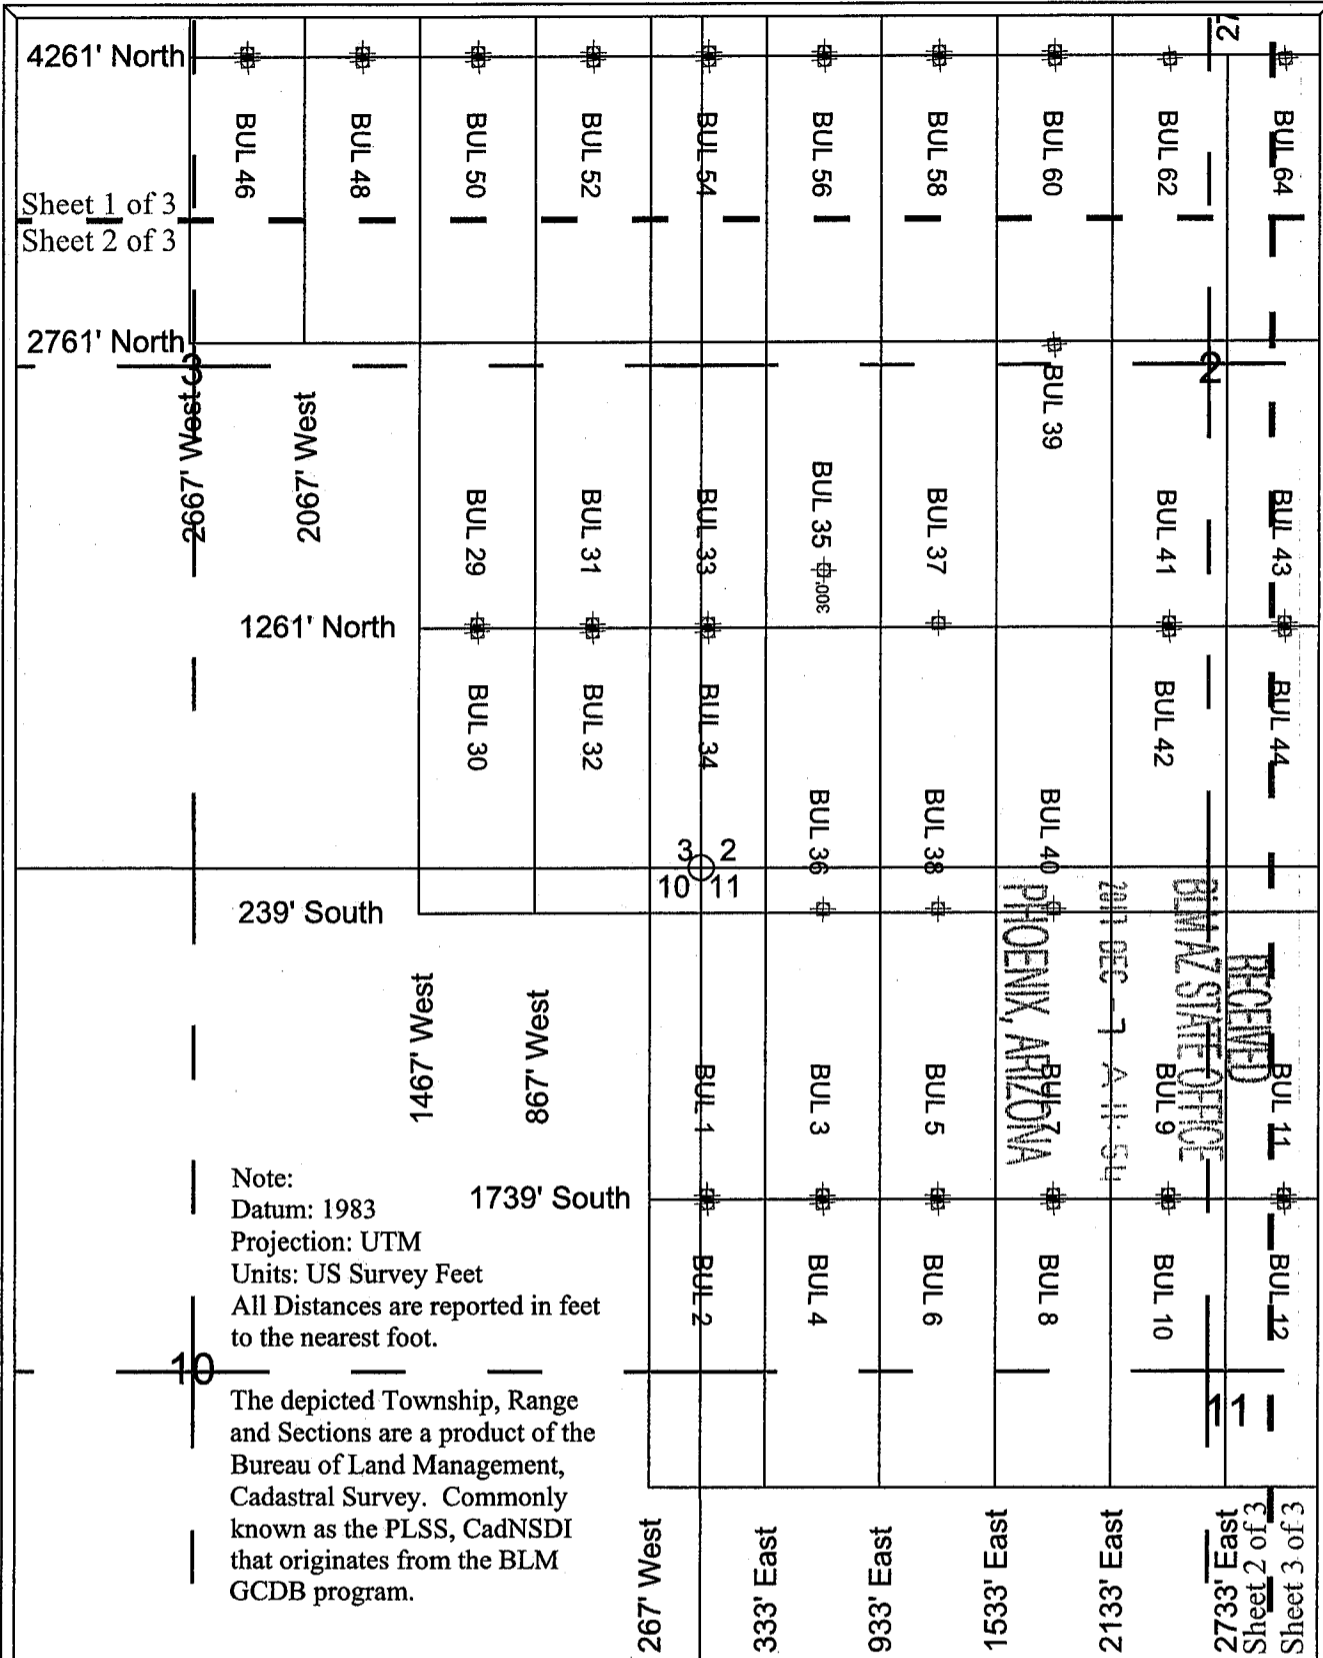 4261' North
27
BUL 46
BUL 48
BUL 50
BUL 52
BUL 54
BUL 56
BUL 58
BUL 60
BUL 62
BUL 64
Sheet 1 of 3
Sheet 2 of 3
2761' North
3
2
2667' West
2067' West
BUL 39
BUL 29
BUL 31
BUL 33
BUL 35
300'
BUL 37
BUL 41
BUL 43
1261' North
BUL 30
BUL 32
BUL 34
BUL 42
BUL 44
BUL 36
BUL 38
BUL 40
3 2
10 11
239' South
RECEIVED
BLM AZ STATE OFFICE
2017 DEC -7 A 11: 54
PHOENIX, ARIZONA
1467' West
867' West
BUL 1
BUL 3
BUL 5
BUL 7
BUL 9
BUL 11
1739' South
BUL 2
BUL 4
BUL 6
BUL 8
BUL 10
BUL 12
Note:
Datum: 1983
Projection: UTM
Units: US Survey Feet
All Distances are reported in feet
to the nearest foot.
10
11
The depicted Township, Range
and Sections are a product of the
Bureau of Land Management,
Cadastral Survey. Commonly
known as the PLSS, CadNSDI
that originates from the BLM
GCDB program.
267' West
333' East
933' East
1533' East
2133' East
2733' East
Sheet 2 of 3
Sheet 3 of 3